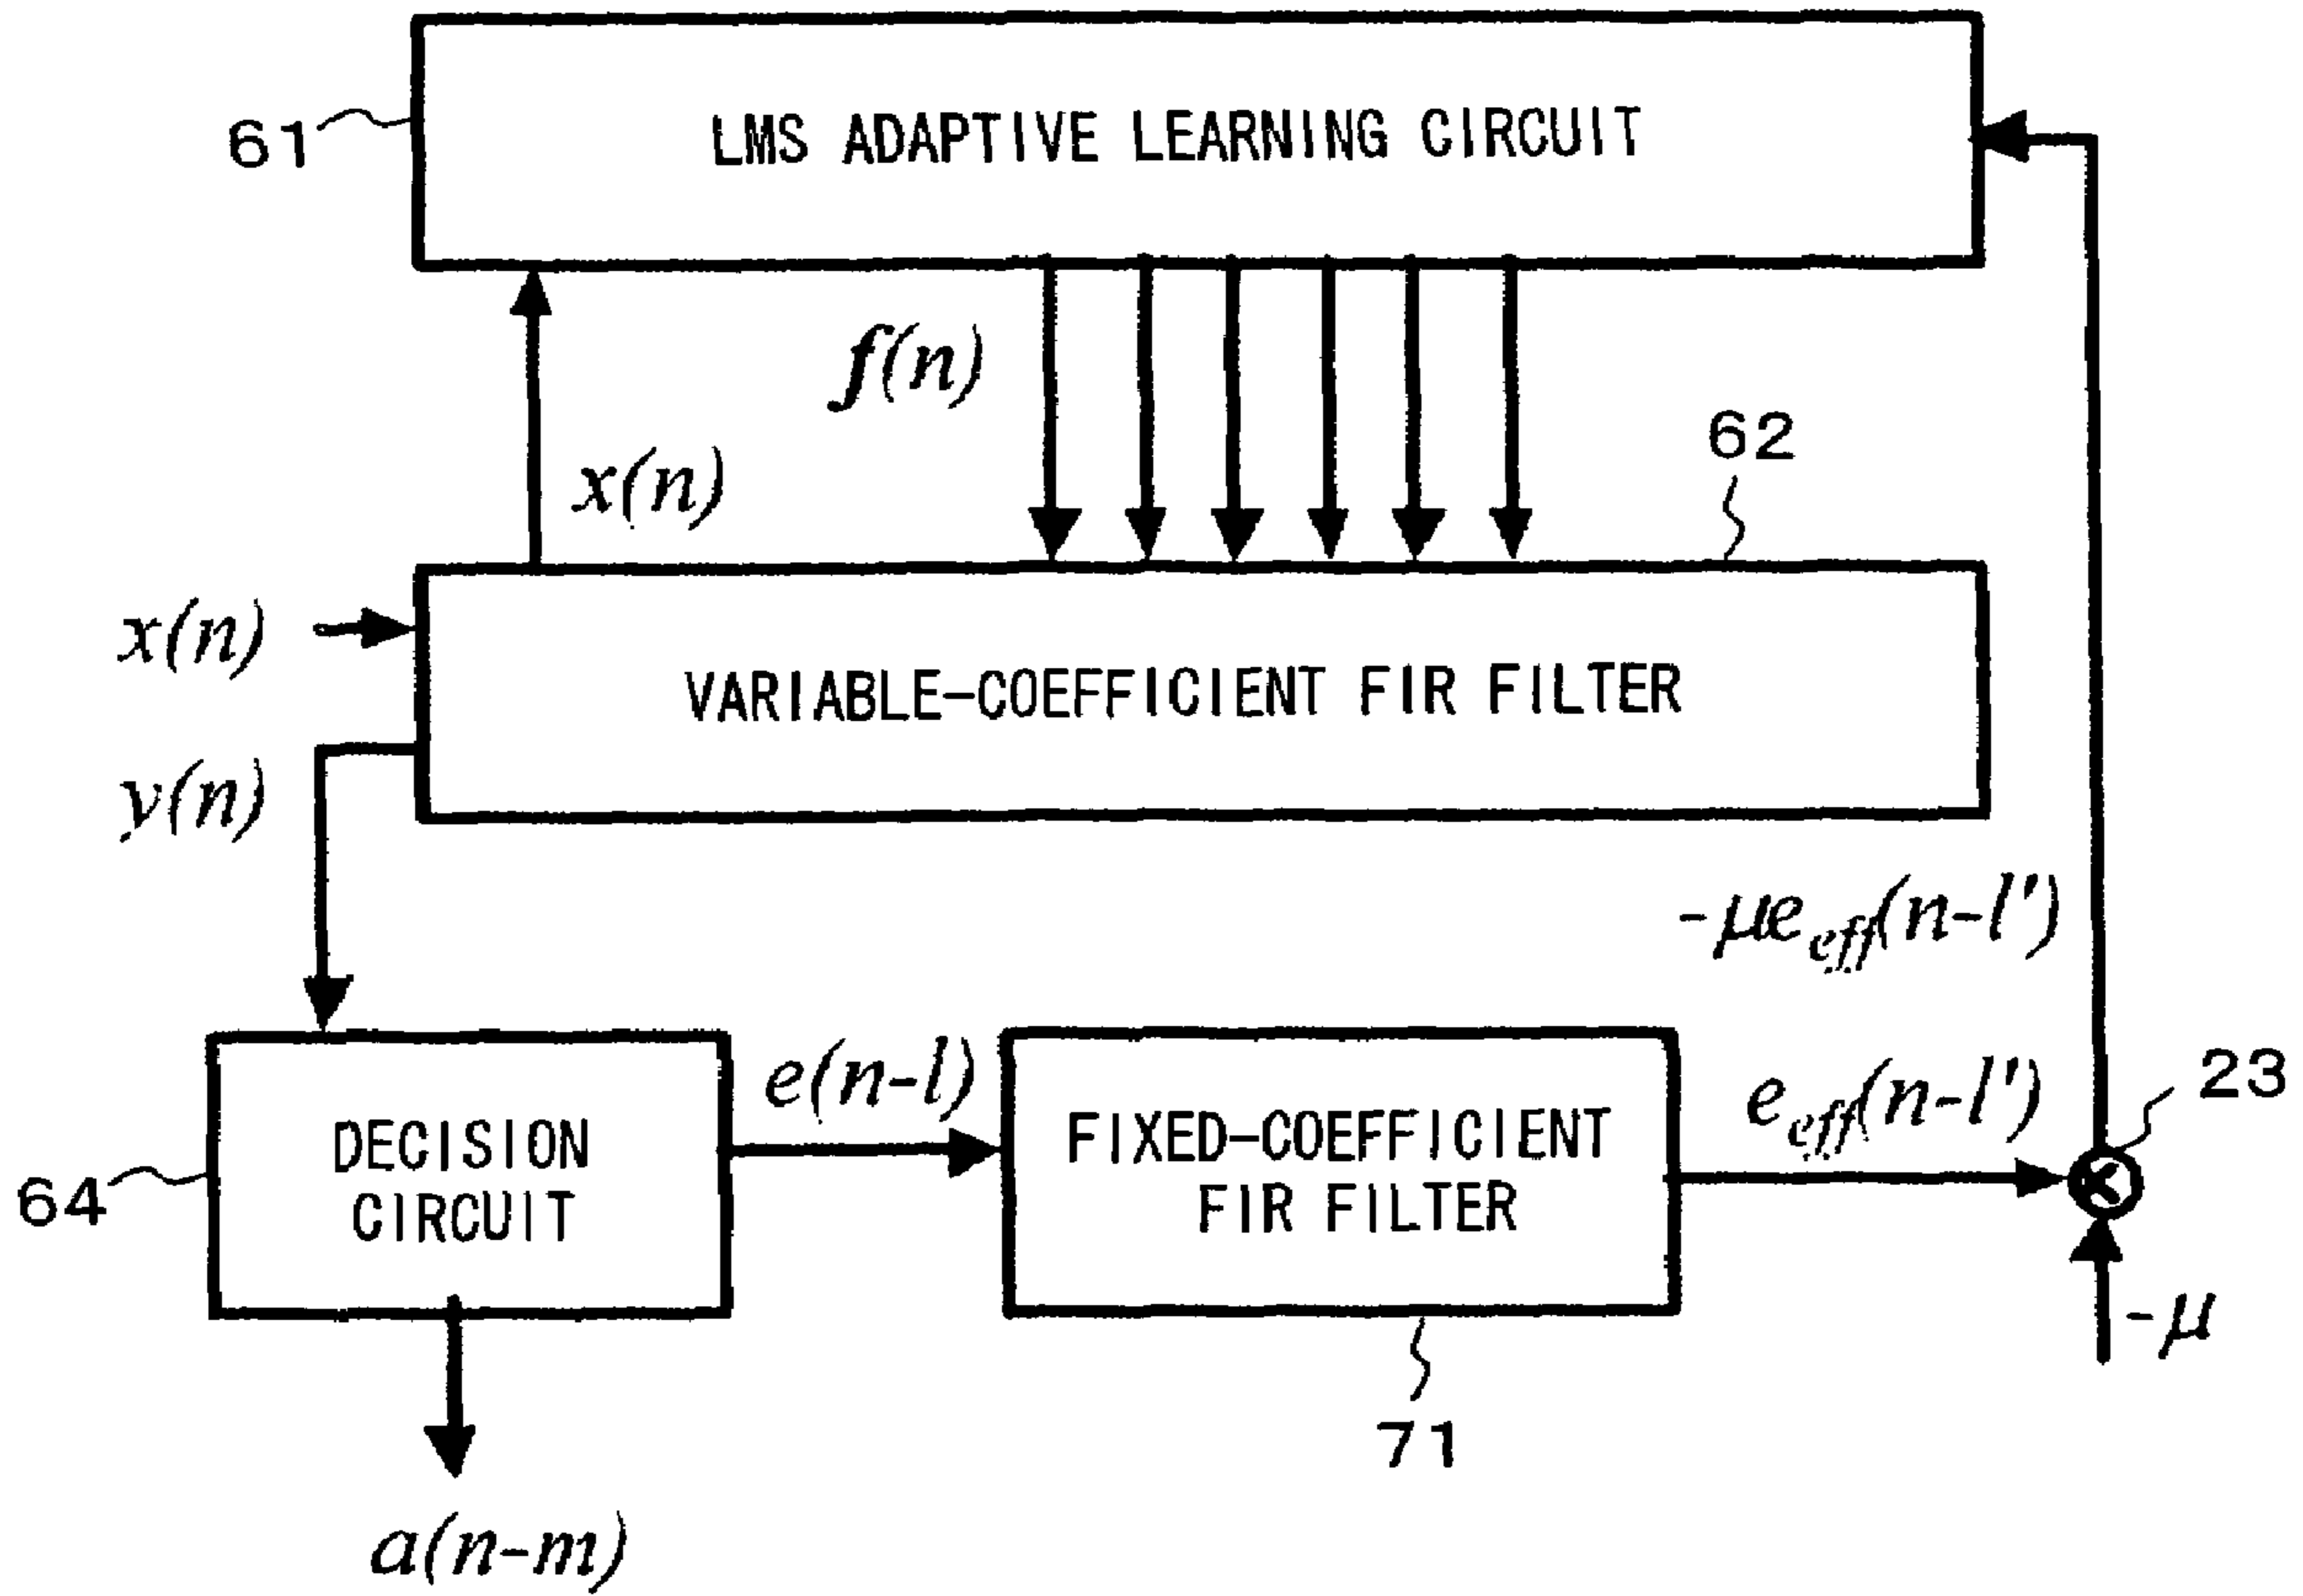 LMS ADAPTIVE LEARNING CIRCUIT
61
f(n)
x(n)
62
x(n)
VARIABLE-COEFFICIENT FIR FILTER
y(n)
-μe_eff(n-l')
e(n-l)
e_eff(n-l')
23
DECISION
CIRCUIT
FIXED-COEFFICIENT
FIR FILTER
64
-μ
71
a(n-m)